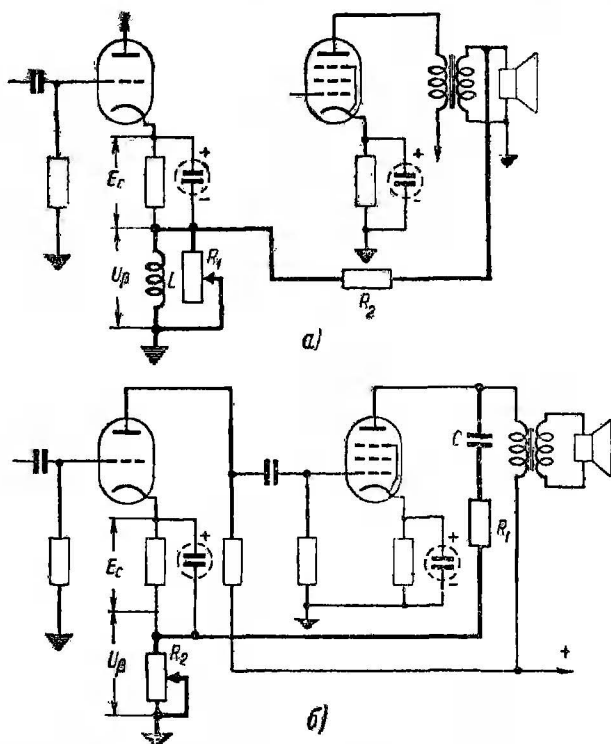 +
E_c
-
U_β
L
R_1
R_2
+
-
а)
C
R_1
+
E_c
+
-
U_β
R_2
+
б)